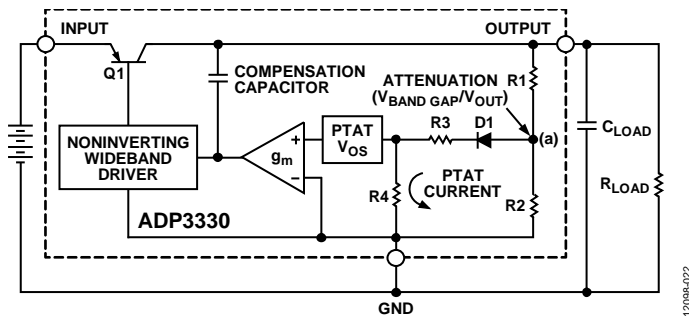 INPUT
OUTPUT
Q1
COMPENSATION
CAPACITOR
ATTENUATION
(VBAND GAP/VOUT)
R1
R3
D1
(a)
NONINVERTING
WIDEBAND
DRIVER
gm
+
−
PTAT
VOS
R4
PTAT
CURRENT
R2
CLOAD
RLOAD
ADP3330
GND
12098-022